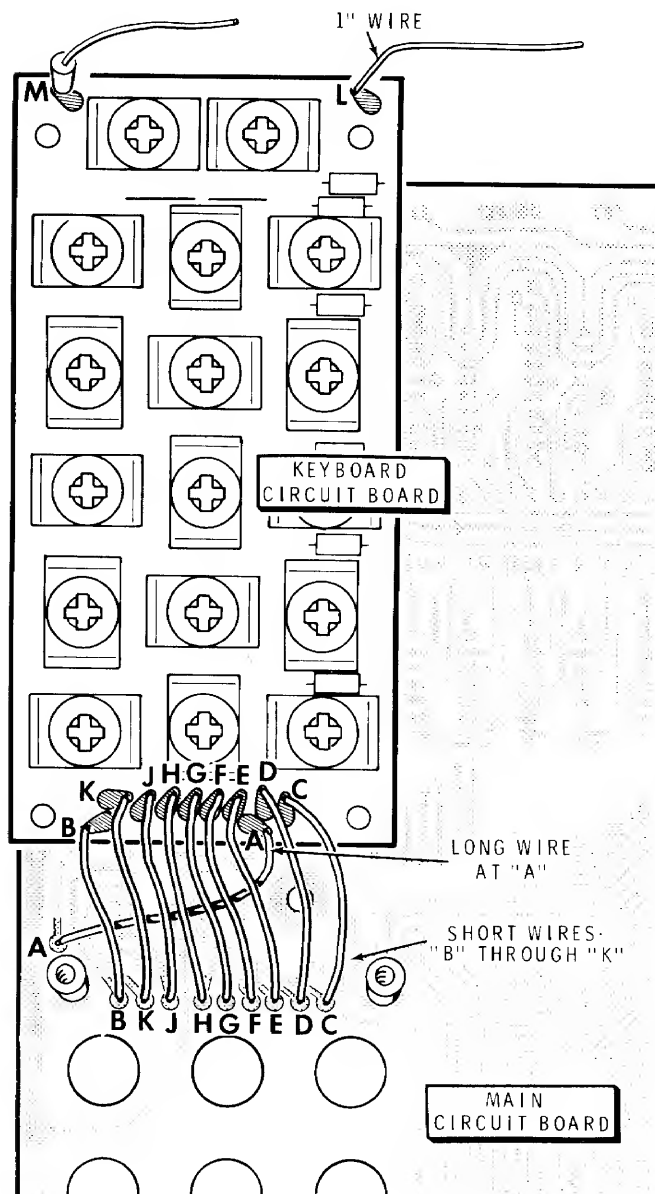 1" WIRE
M
L
KEYBOARD
CIRCUIT BOARD
K J H G F E D C
B
A
LONG WIRE
AT "A"
A
SHORT WIRES
"B" THROUGH "K"
B K J H G F E D C
MAIN
CIRCUIT BOARD